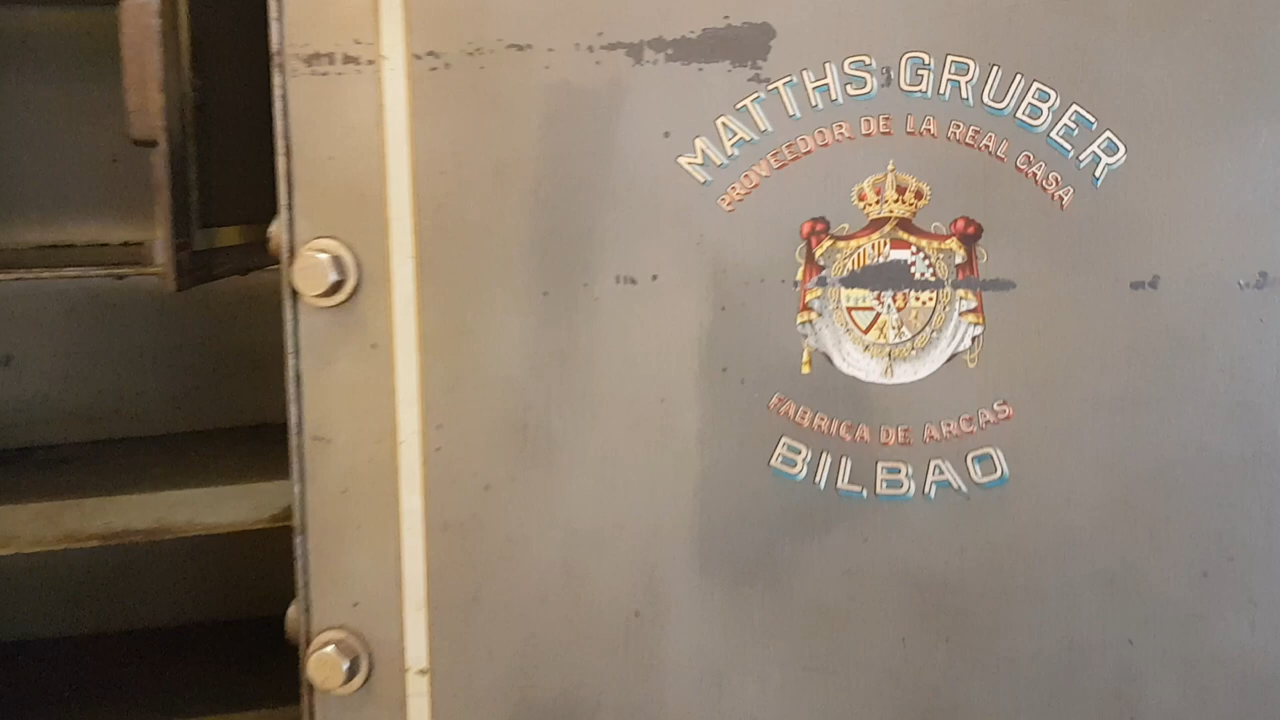 MATTHS GRUBER
PROVEEDOR DE LA REAL CASA
FABRICA DE ARCAS
BILBAO